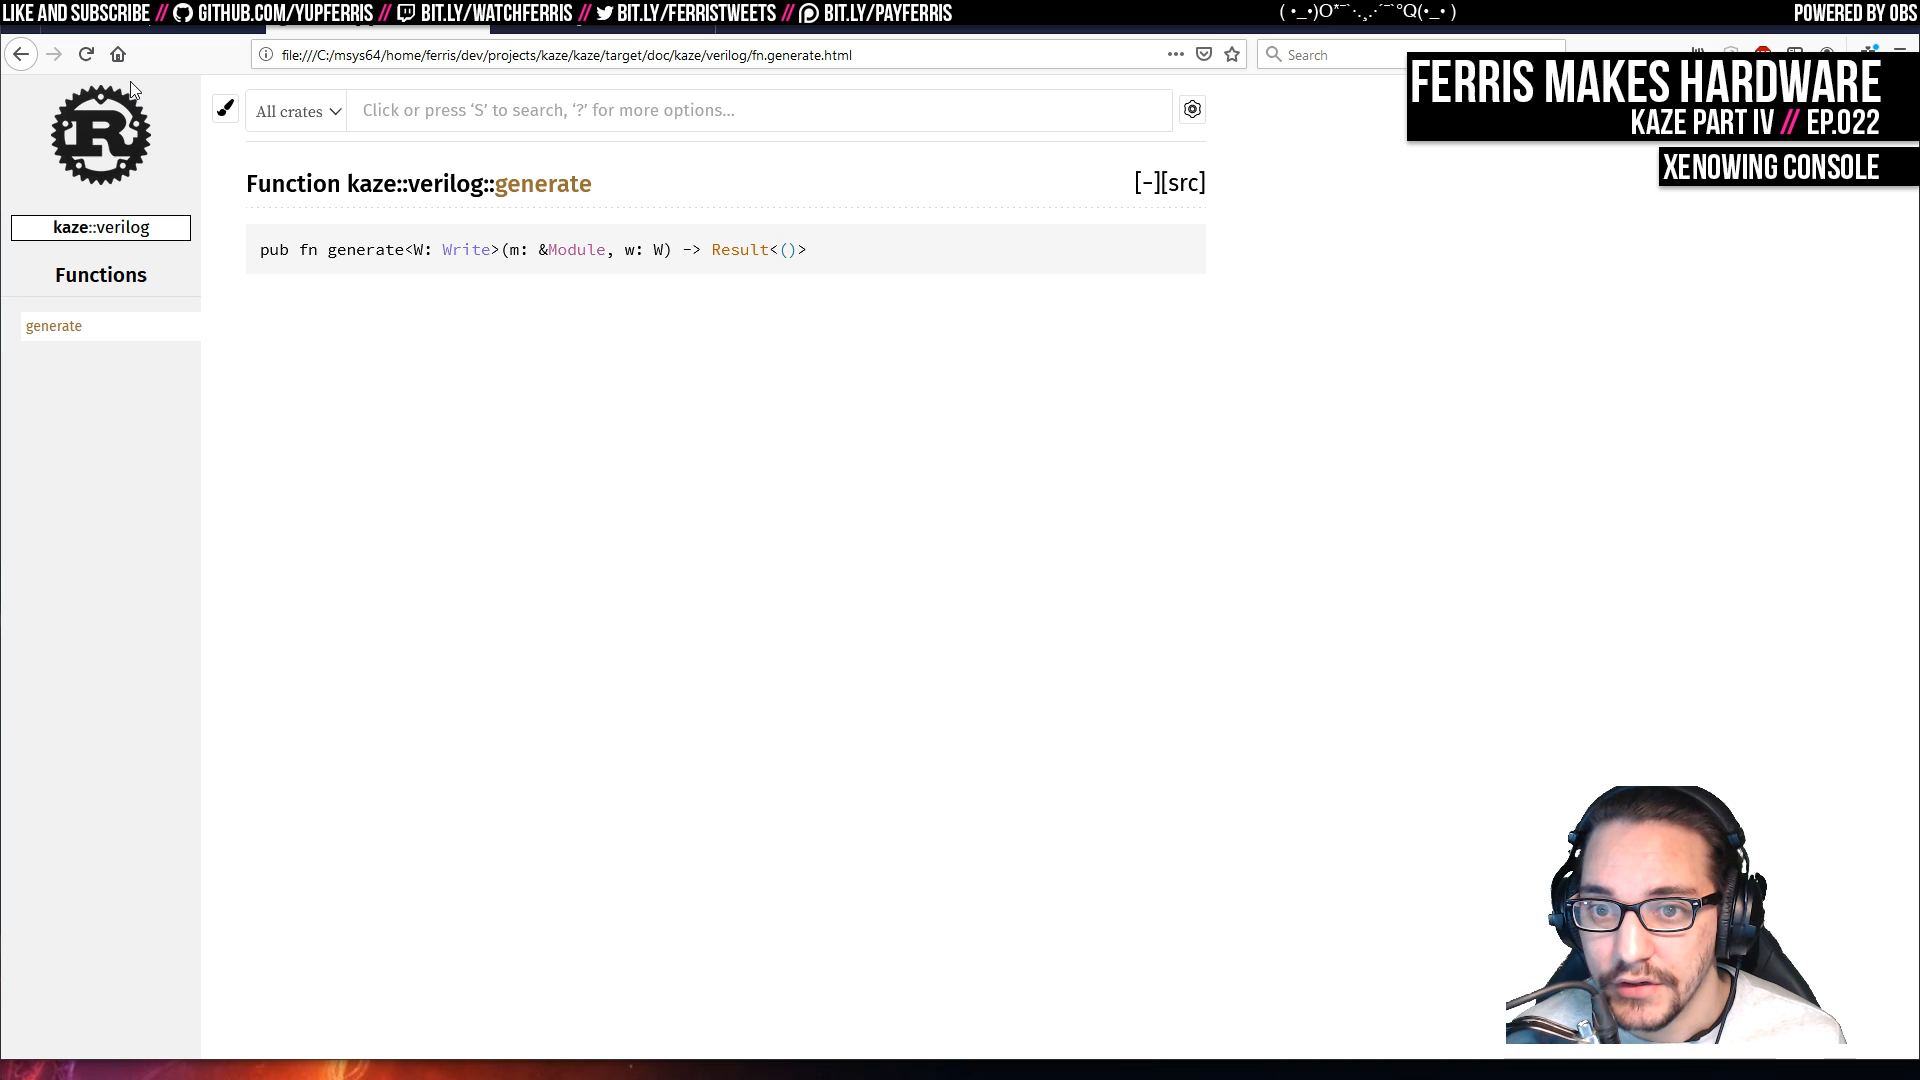 LIKE AND SUBSCRIBE // GITHUB.COM/YUPFERRIS // BIT.LY/WATCHFERRIS // BIT.LY/FERRISTWEETS // BIT.LY/PAYFERRIS
( •_•)O*¯`·.¸.·´¯`°Q(•_• )
POWERED BY OBS
file:///C:/msys64/home/ferris/dev/projects/kaze/kaze/target/doc/kaze/verilog/fn.generate.html
Search
FERRIS MAKES HARDWARE
KAZE PART IV // EP.022
XENOWING CONSOLE
All crates
Click or press ‘S’ to search, ‘?’ for more options...
Function kaze::verilog::generate
[-][src]
pub fn generate<W: Write>(m: &Module, w: W) -> Result<()>
kaze::verilog
Functions
generate